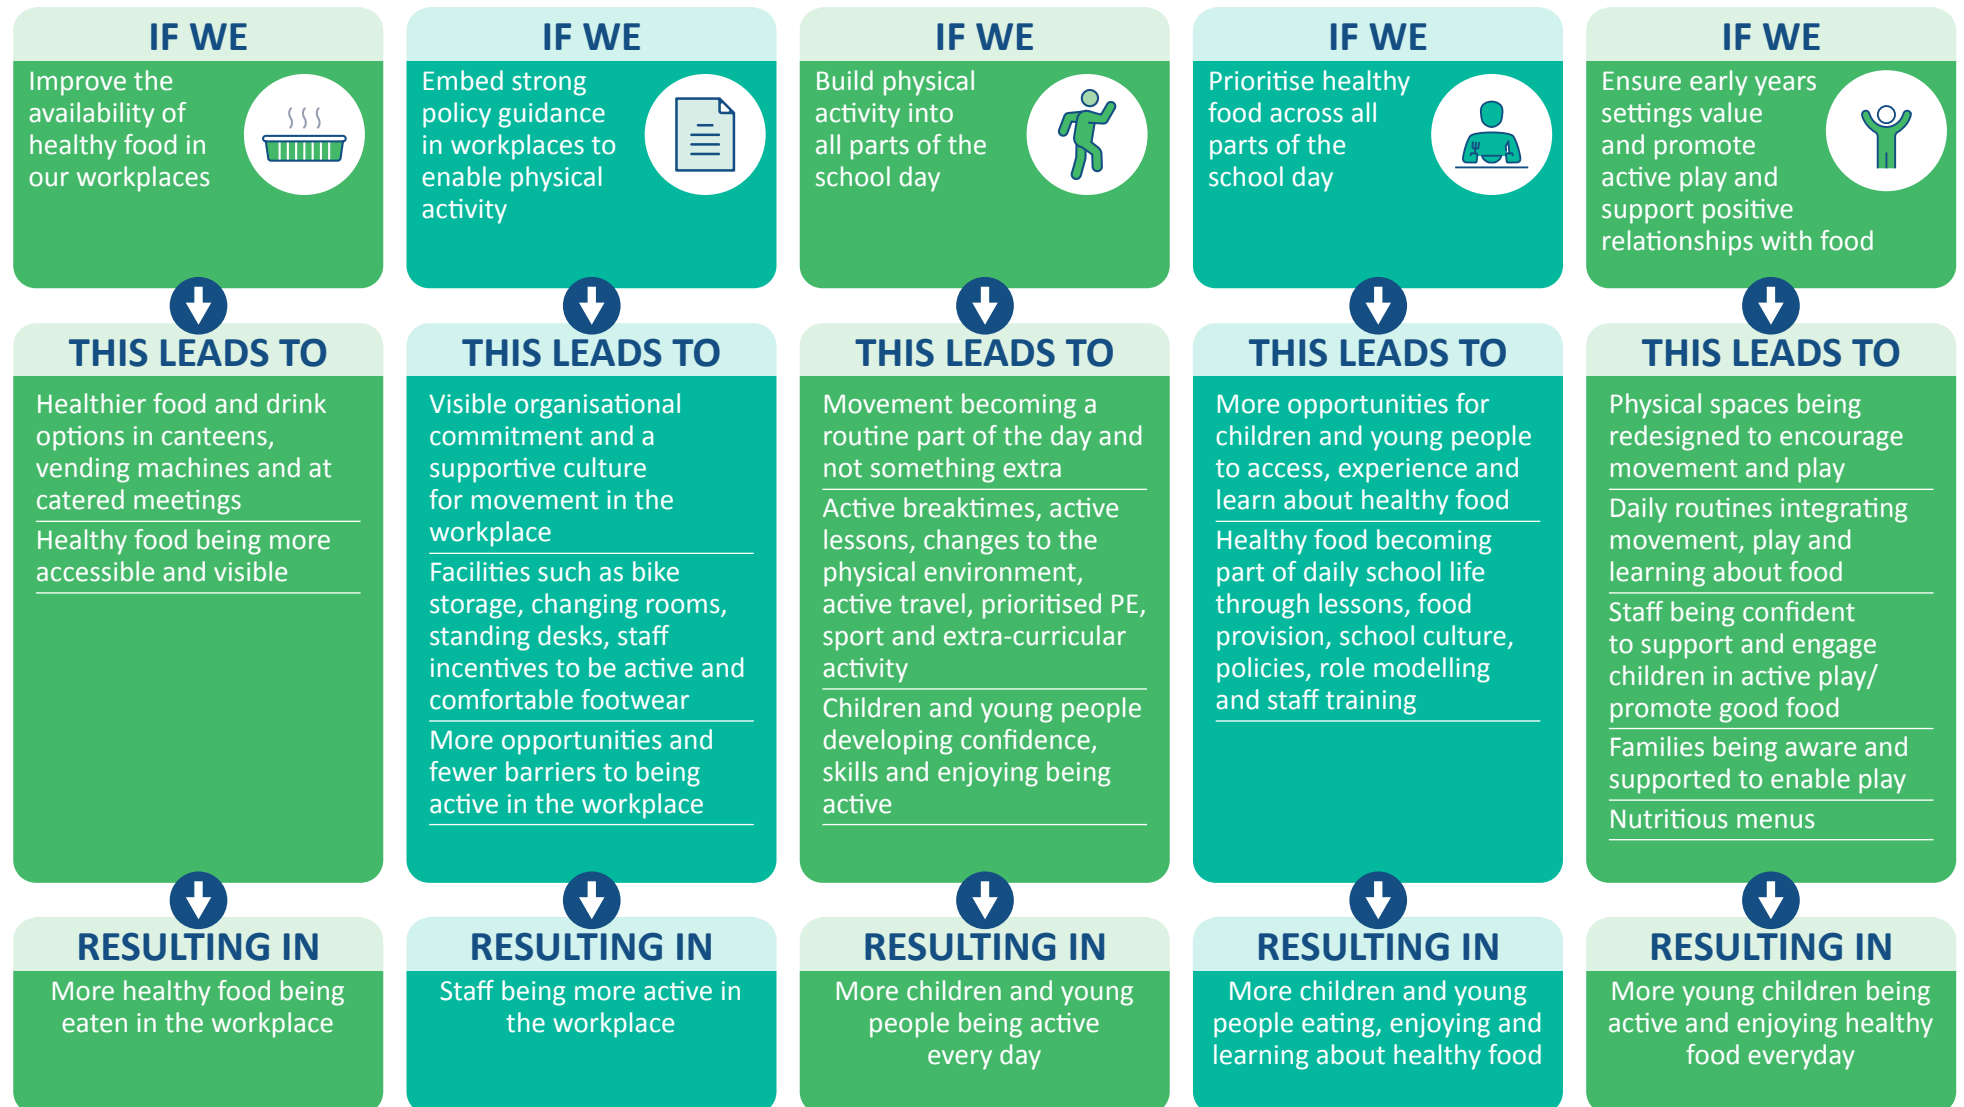 IF WE
Improve the
availability of
healthy food in
our workplaces
THIS LEADS TO
Healthier food and drink
options in canteens,
vending machines and at
catered meetings
Healthy food being more
accessible and visible
RESULTING IN
More healthy food being
eaten in the workplace
IF WE
Embed strong
policy guidance
in workplaces to
enable physical
activity
THIS LEADS TO
Visible organisational
commitment and a
supportive culture
for movement in the
workplace
Facilities such as bike
storage, changing rooms,
standing desks, staff
incentives to be active and
comfortable footwear
More opportunities and
fewer barriers to being
active in the workplace
RESULTING IN
Staff being more active in
the workplace
IF WE
Build physical
activity into
all parts of the
school day
THIS LEADS TO
Movement becoming a
routine part of the day and
not something extra
Active breaktimes, active
lessons, changes to the
physical environment,
active travel, prioritised PE,
sport and extra-curricular
activity
Children and young people
developing confidence,
skills and enjoying being
active
RESULTING IN
More children and young
people being active
every day
IF WE
Prioritise healthy
food across all
parts of the
school day
THIS LEADS TO
More opportunities for
children and young people
to access, experience and
learn about healthy food
Healthy food becoming
part of daily school life
through lessons, food
provision, school culture,
policies, role modelling
and staff training
RESULTING IN
More children and young
people eating, enjoying and
learning about healthy food
IF WE
Ensure early years
settings value
and promote
active play and
support positive
relationships with food
THIS LEADS TO
Physical spaces being
redesigned to encourage
movement and play
Daily routines integrating
movement, play and
learning about food
Staff being confident
to support and engage
children in active play/
promote good food
Families being aware and
supported to enable play
Nutritious menus
RESULTING IN
More young children being
active and enjoying healthy
food everyday